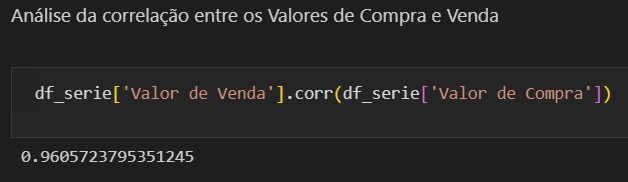 Análise da correlação entre os Valores de Compra e Venda
df_serie['Valor de Venda'].corr(df_serie['Valor de Compra'])
0.9605723795351245